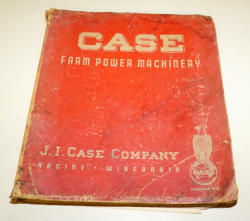 CASE
FARM POWER MACHINERY
J.I. CASE COMPANY
RACINE · WISCONSIN